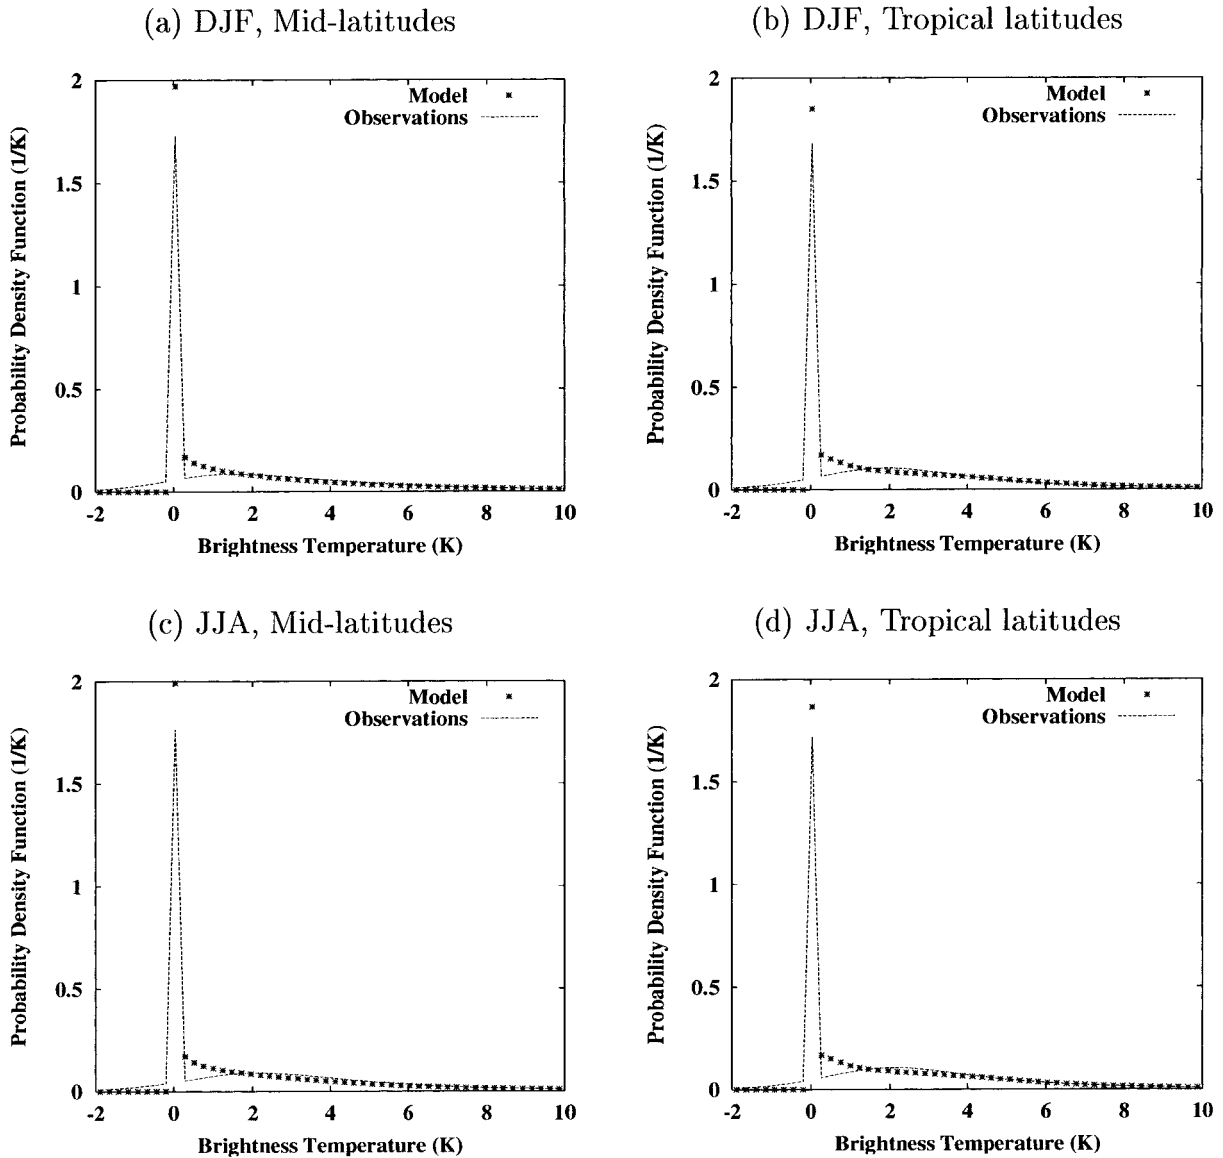 (a) DJF, Mid-latitudes
2
1.5
1
0.5
0
Probability Density Function (1/K)
Model
Observations
-2 0 2 4 6 8 10
Brightness Temperature (K)
(b) DJF, Tropical latitudes
2
1.5
1
0.5
0
Probability Density Function (1/K)
Model
Observations
-2 0 2 4 6 8 10
Brightness Temperature (K)
(c) JJA, Mid-latitudes
2
1.5
1
0.5
0
Probability Density Function (1/K)
Model
Observations
-2 0 2 4 6 8 10
Brightness Temperature (K)
(d) JJA, Tropical latitudes
2
1.5
1
0.5
0
Probability Density Function (1/K)
Model
Observations
-2 0 2 4 6 8 10
Brightness Temperature (K)